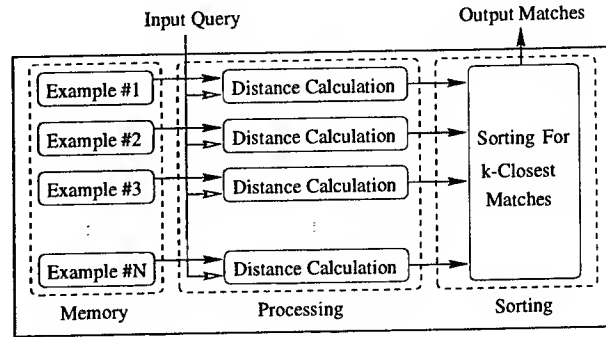 Input Query
Output Matches
Example #1
Distance Calculation
Example #2
Distance Calculation
Sorting For
Example #3
Distance Calculation
k-Closest
Matches
Example #N
Distance Calculation
Memory
Processing
Sorting